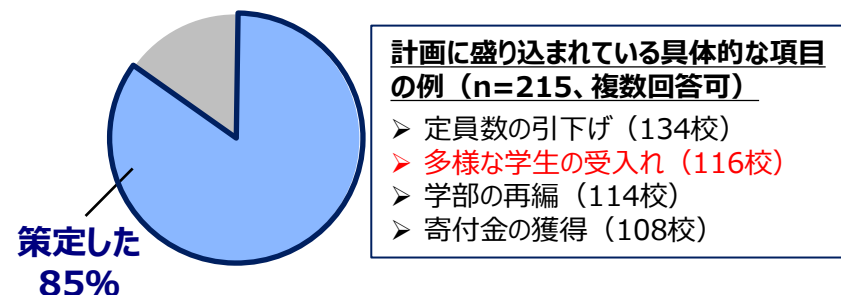 計画に盛り込まれている具体的な項目
の例（n=215、複数回答可）
➢ 定員数の引下げ（134校）
➢ 多様な学生の受入れ（116校）
➢ 学部の再編（114校）
➢ 寄付金の獲得（108校）
策定した
85%